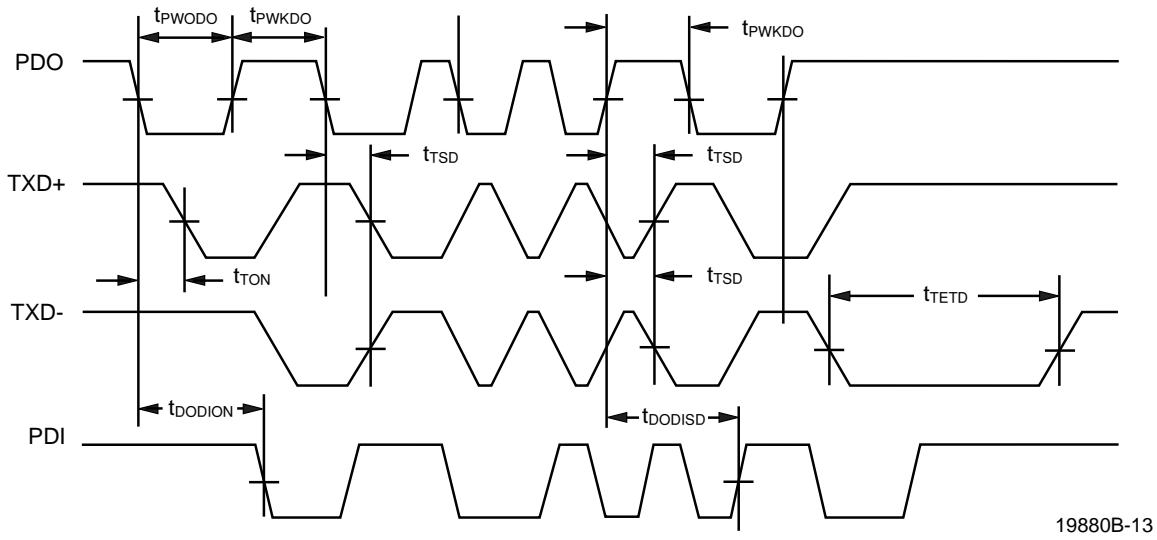 tPWODO tPWKDO
tPWKDO
PDO
tTSD tTSD
TXD+
tTON tTSD
TXD- tTETD
tDODION tDODISD
PDI
19880B-13